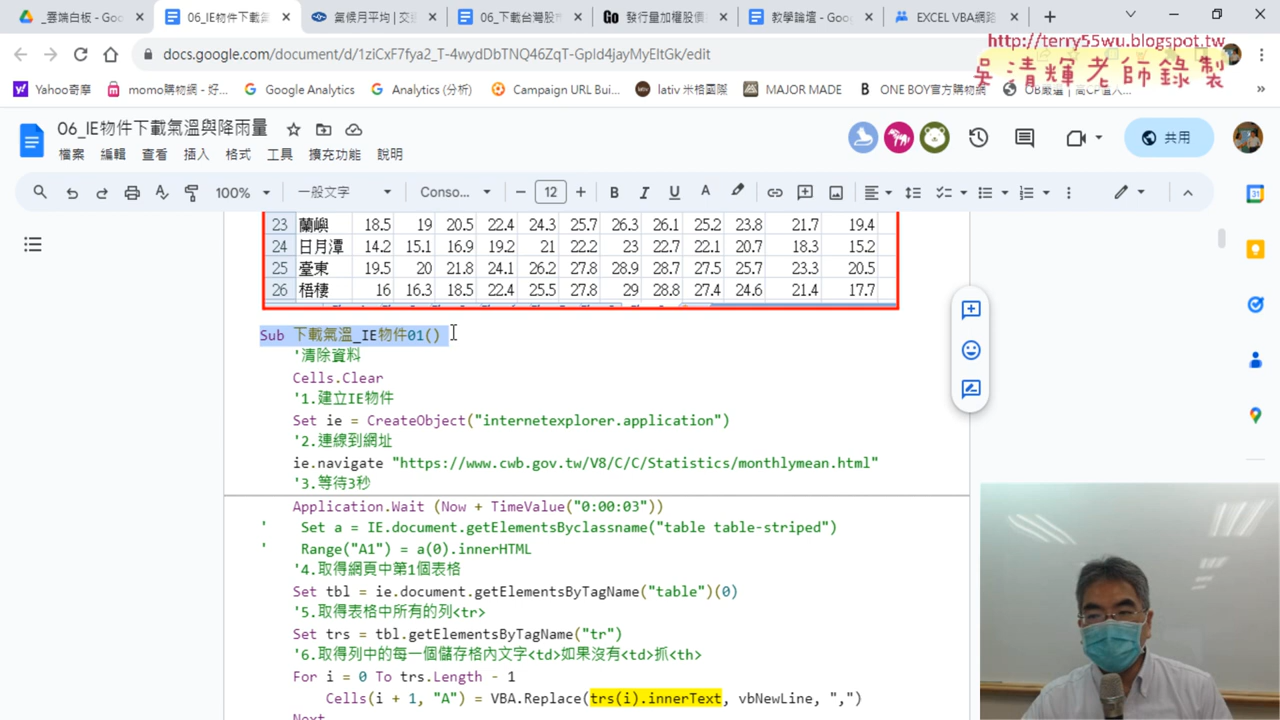 _雲端白板 - Goo
06_IE物件下載氣
氣候月平均 | 交
06_下載台灣股市
發行量加權股價
教學論壇 - Goo
EXCEL VBA網路
http://terry55wu.blogspot.tw
吳清輝老師錄製
docs.google.com/document/d/1ziCxF7fya2_T-4wydDbTNQ46ZqT-Gpld4jayMyEltGk/edit
Yahoo奇摩
momo購物網 - 好...
Google Analytics
Analytics (分析)
Campaign URL Bui...
lativ 米格國際
MAJOR MADE
ONE BOY官方購物網
06_IE物件下載氣溫與降雨量
共用
檔案 編輯 查看 插入 格式 工具 擴充功能 說明
100% 一般文字 Conso... 12 B I U A
23 蘭嶼 18.5 19 20.5 22.4 24.3 25.7 26.3 26.1 25.2 23.8 21.7 19.4
24 日月潭 14.2 15.1 16.9 19.2 21 22.2 23 22.7 22.1 20.7 18.3 15.2
25 臺東 19.5 20 21.8 24.1 26.2 27.8 28.9 28.7 27.5 25.7 23.3 20.5
26 梧棲 16 16.3 18.5 22.4 25.5 27.8 29 28.8 27.4 24.6 21.4 17.7
Sub 下載氣溫_IE物件01()
'清除資料
Cells.Clear
'1.建立IE物件
Set ie = CreateObject("internetexplorer.application")
'2.連線到網址
ie.navigate "https://www.cwb.gov.tw/V8/C/C/Statistics/monthlymean.html"
'3.等待3秒
Application.Wait (Now + TimeValue("0:00:03"))
' Set a = IE.document.getElementsByclassname("table table-striped")
' Range("A1") = a(0).innerHTML
'4.取得網頁中第1個表格
Set tbl = ie.document.getElementsByTagName("table")(0)
'5.取得表格中所有的列<tr>
Set trs = tbl.getElementsByTagName("tr")
'6.取得列中的每一個儲存格內文字<td>如果沒有<td>抓<th>
For i = 0 To trs.Length - 1
Cells(i + 1, "A") = VBA.Replace(trs(i).innerText, vbNewLine, ",")
Next